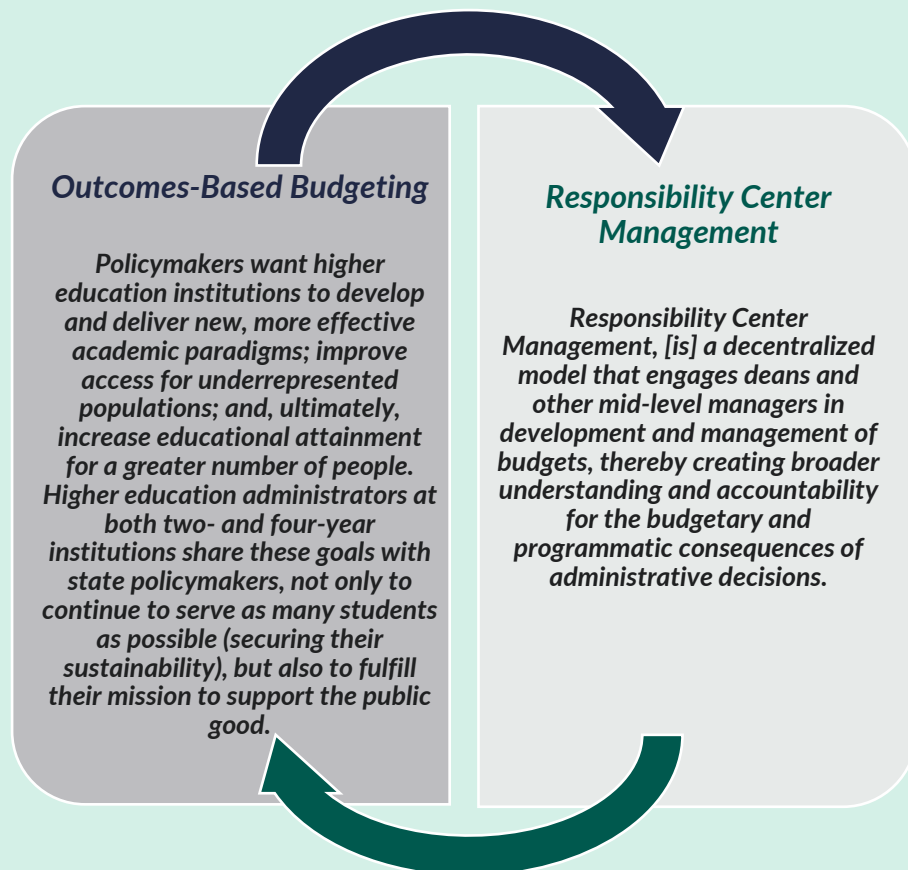 Outcomes-Based Budgeting
Policymakers want higher
education institutions to develop
and deliver new, more effective
academic paradigms; improve
access for underrepresented
populations; and, ultimately,
increase educational attainment
for a greater number of people.
Higher education administrators at
both two- and four-year
institutions share these goals with
state policymakers, not only to
continue to serve as many students
as possible (securing their
sustainability), but also to fulfill
their mission to support the public
good.
Responsibility Center
Management
Responsibility Center
Management, [is] a decentralized
model that engages deans and
other mid-level managers in
development and management of
budgets, thereby creating broader
understanding and accountability
for the budgetary and
programmatic consequences of
administrative decisions.